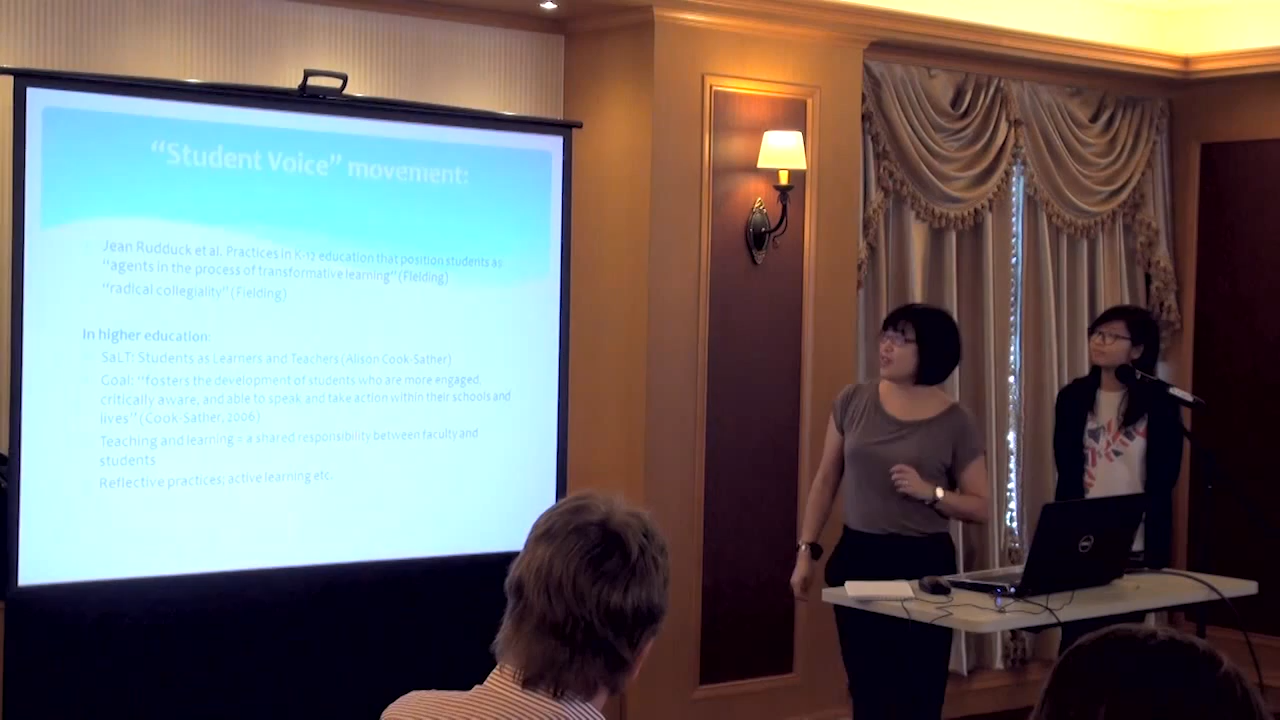 “Student Voice” movement:
Jean Rudduck et al. Practices in K-12 education that position students as
“agents in the process of transformative learning” (Fielding)
“radical collegiality” (Fielding)
In higher education:
SaLT: Students as Learners and Teachers (Alison Cook-Sather)
Goal: “fosters the development of students who are more engaged,
critically aware, and able to speak and take action within their schools and
lives” (Cook-Sather, 2006)
Teaching and learning = a shared responsibility between faculty and
students
Reflective practices; active learning etc.
DELL